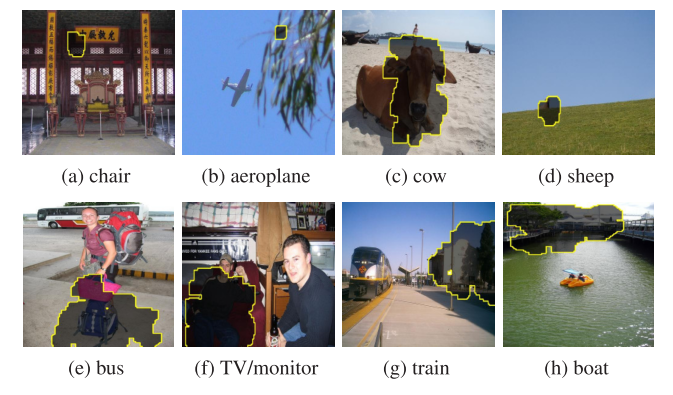 (a) chair
(b) aeroplane
(c) cow
(d) sheep
(e) bus
(f) TV/monitor
(g) train
(h) boat